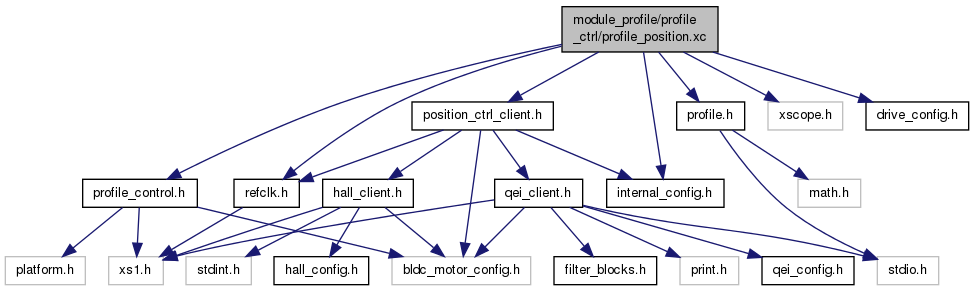 module_profile/profile
_ctrl/profile_position.xc
position_ctrl_client.h
profile.h
xscope.h
drive_config.h
profile_control.h
refclk.h
hall_client.h
qei_client.h
internal_config.h
math.h
platform.h
xs1.h
stdint.h
hall_config.h
bldc_motor_config.h
filter_blocks.h
print.h
qei_config.h
stdio.h